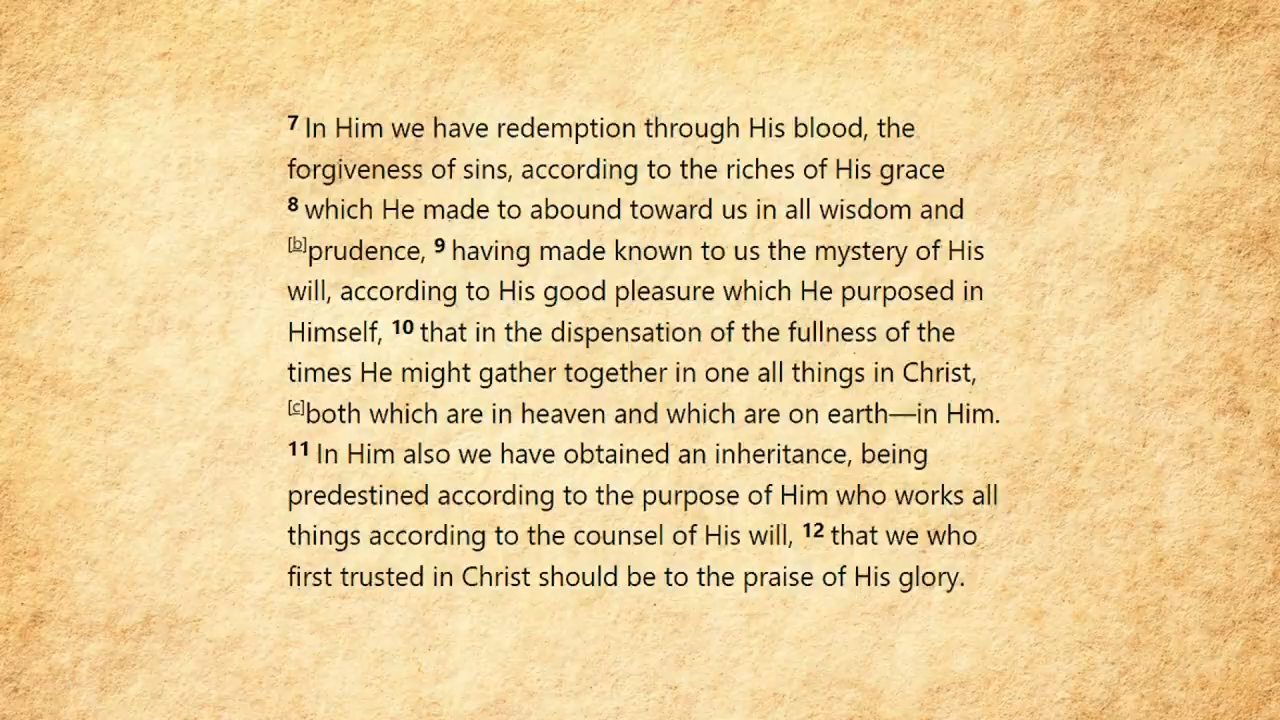 7 In Him we have redemption through His blood, the
forgiveness of sins, according to the riches of His grace
8 which He made to abound toward us in all wisdom and
[b]prudence, 9 having made known to us the mystery of His
will, according to His good pleasure which He purposed in
Himself, 10 that in the dispensation of the fullness of the
times He might gather together in one all things in Christ,
[c]both which are in heaven and which are on earth—in Him.
11 In Him also we have obtained an inheritance, being
predestined according to the purpose of Him who works all
things according to the counsel of His will, 12 that we who
first trusted in Christ should be to the praise of His glory.